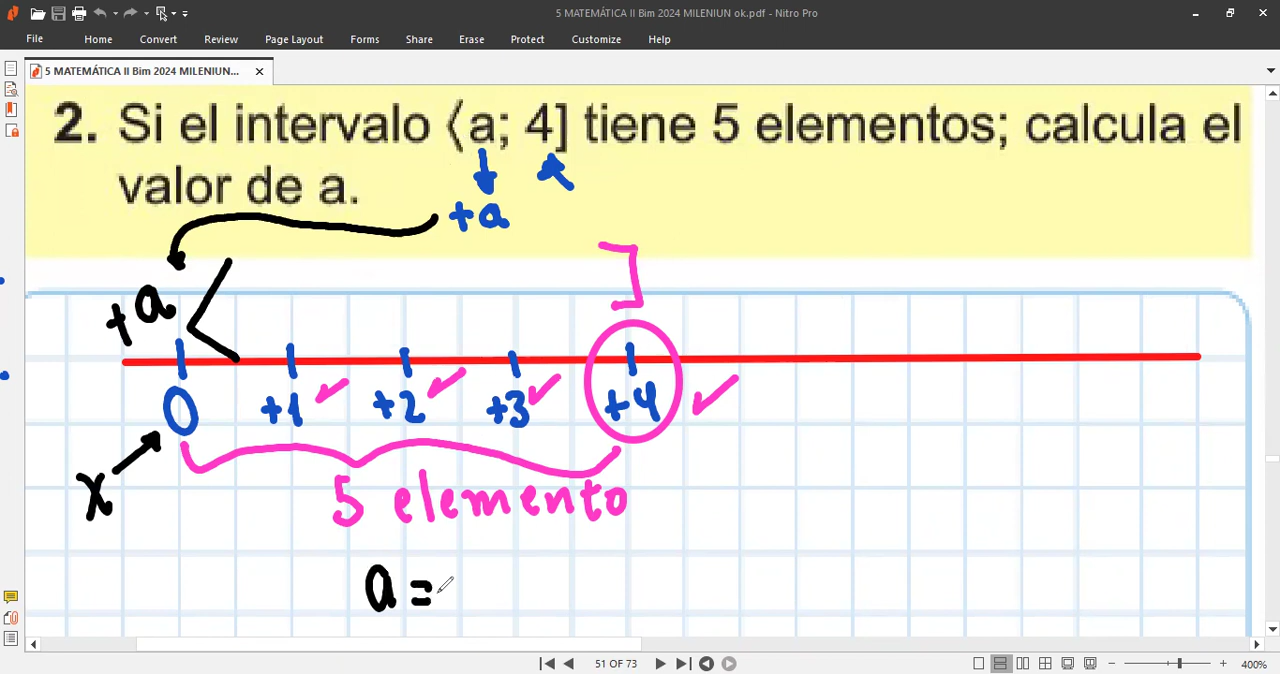 5 MATEMÁTICA II Bim 2024 MILENIUN ok.pdf - Nitro Pro
File Home Convert Review Page Layout Forms Share Erase Protect Customize Help
5 MATEMÁTICA II Bim 2024 MILENIUN...
2. Si el intervalo ⟨a; 4] tiene 5 elementos; calcula el
valor de a.
+a
]
+a ⟨
0 +1 +2 +3 +4
x
5 elemento
a =
51 OF 73
400%